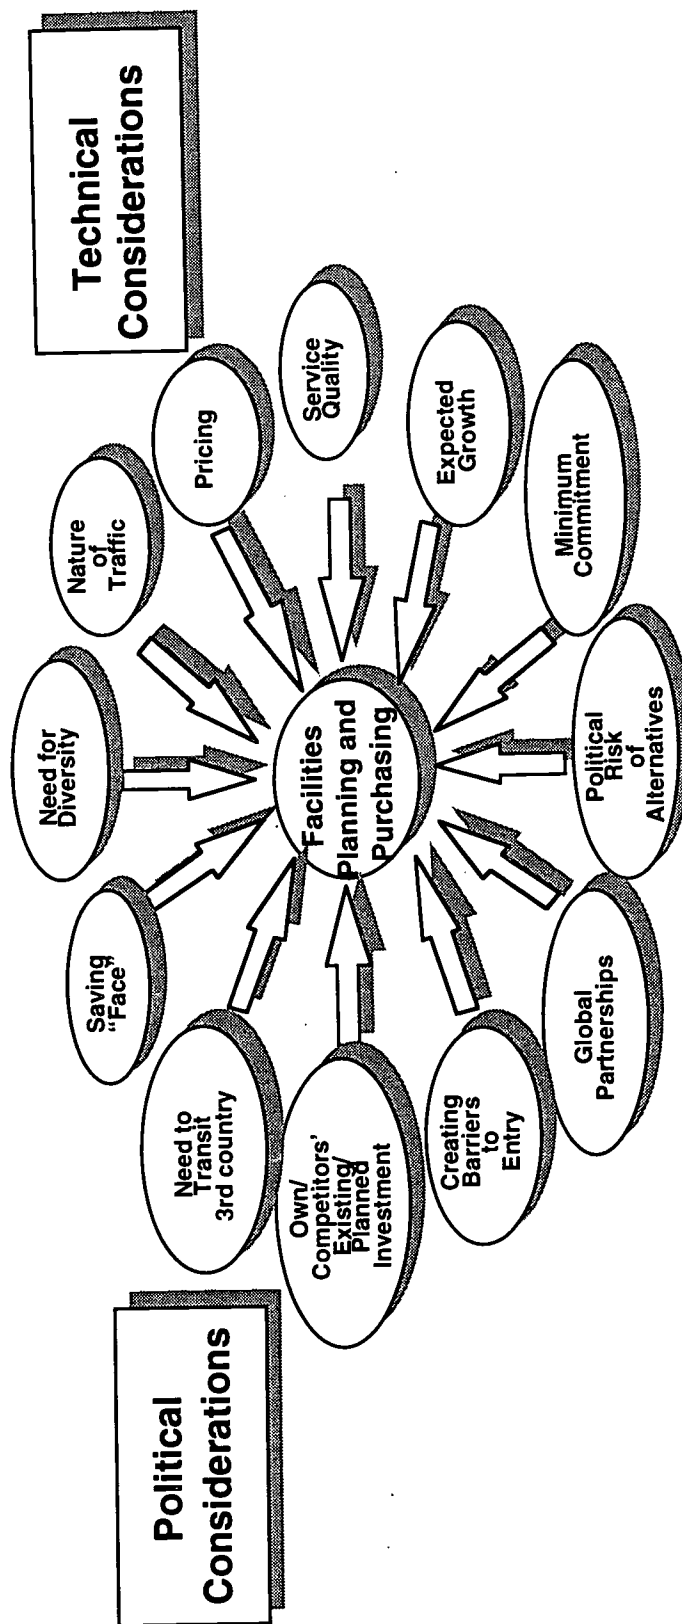 Political
Considerations
Technical
Considerations
Need for
Diversity
Saving
"Face"
Nature
of
Traffic
Need to
Transit
3rd country
Pricing
Own/
Competitors'
Existing/
Planned
Investment
Facilities
Planning and
Purchasing
Service
Quality
Creating
Barriers
to
Entry
Expected
Growth
Global
Partnerships
Political
Risk
of
Alternatives
Minimum
Commitment